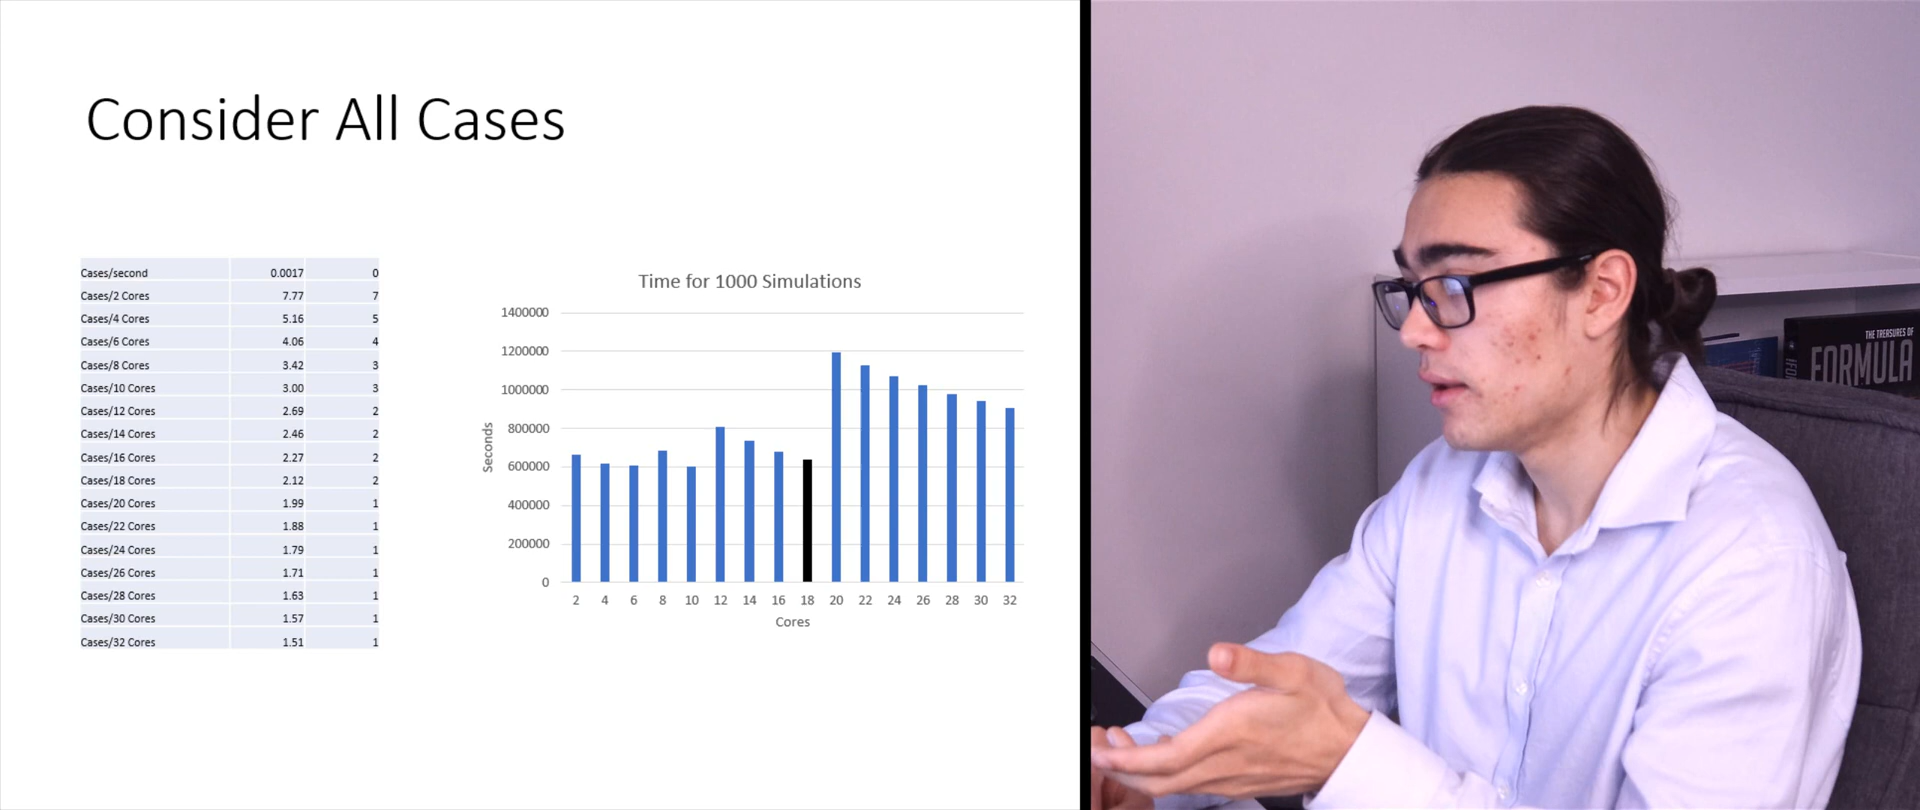 Consider All Cases
Cases/second 0.0017 0
Cases/2 Cores 7.77 7
Cases/4 Cores 5.16 5
Cases/6 Cores 4.06 4
Cases/8 Cores 3.42 3
Cases/10 Cores 3.00 3
Cases/12 Cores 2.69 2
Cases/14 Cores 2.46 2
Cases/16 Cores 2.27 2
Cases/18 Cores 2.12 2
Cases/20 Cores 1.99 1
Cases/22 Cores 1.88 1
Cases/24 Cores 1.79 1
Cases/26 Cores 1.71 1
Cases/28 Cores 1.63 1
Cases/30 Cores 1.57 1
Cases/32 Cores 1.51 1
Time for 1000 Simulations
Seconds
1400000
1200000
1000000
800000
600000
400000
200000
0
2 4 6 8 10 12 14 16 18 20 22 24 26 28 30 32
Cores
THE TREASURES OF
FORMULA